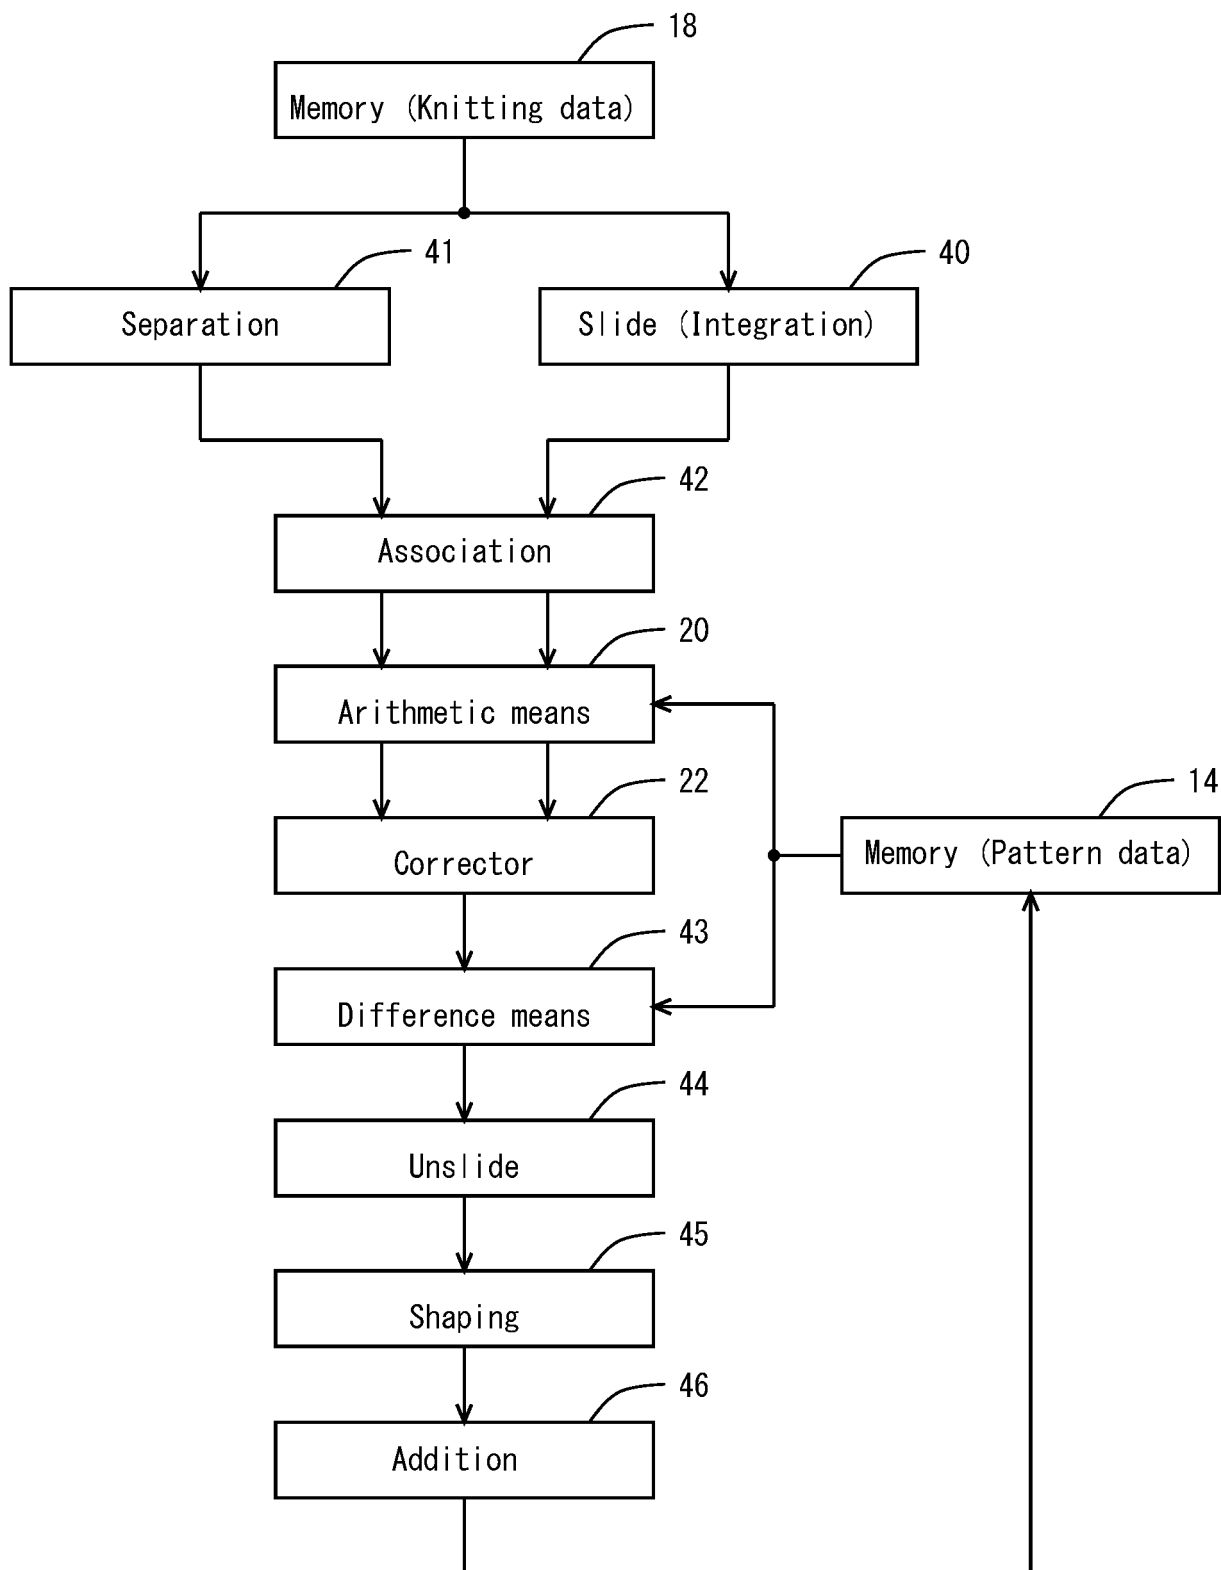 18
Memory (Knitting data)
41
40
Separation
Slide (Integration)
42
Association
20
Arithmetic means
22
14
Corrector
Memory (Pattern data)
43
Difference means
44
Unslide
45
Shaping
46
Addition